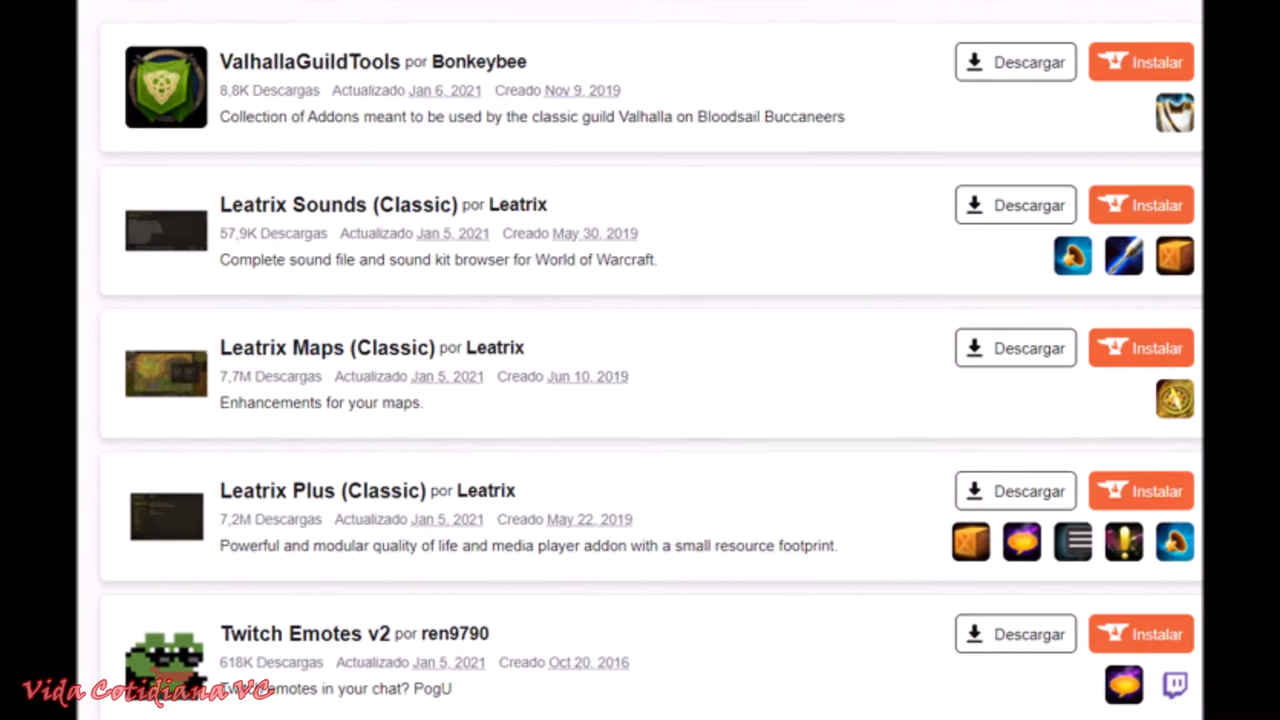 ValhallaGuildTools por Bonkeybee
Descargar
Instalar
8,8K Descargas Actualizado Jan 6, 2021 Creado Nov 9, 2019
Collection of Addons meant to be used by the classic guild Valhalla on Bloodsail Buccaneers
Leatrix Sounds (Classic) por Leatrix
Descargar
Instalar
57,9K Descargas Actualizado Jan 5, 2021 Creado May 30, 2019
Complete sound file and sound kit browser for World of Warcraft.
Leatrix Maps (Classic) por Leatrix
Descargar
Instalar
7,7M Descargas Actualizado Jan 5, 2021 Creado Jun 10, 2019
Enhancements for your maps.
Leatrix Plus (Classic) por Leatrix
Descargar
Instalar
7,2M Descargas Actualizado Jan 5, 2021 Creado May 22, 2019
Powerful and modular quality of life and media player addon with a small resource footprint.
Twitch Emotes v2 por ren9790
Descargar
Instalar
618K Descargas Actualizado Jan 5, 2021 Creado Oct 20, 2016
emotes in your chat? PogU
Vida Cotidiana VC